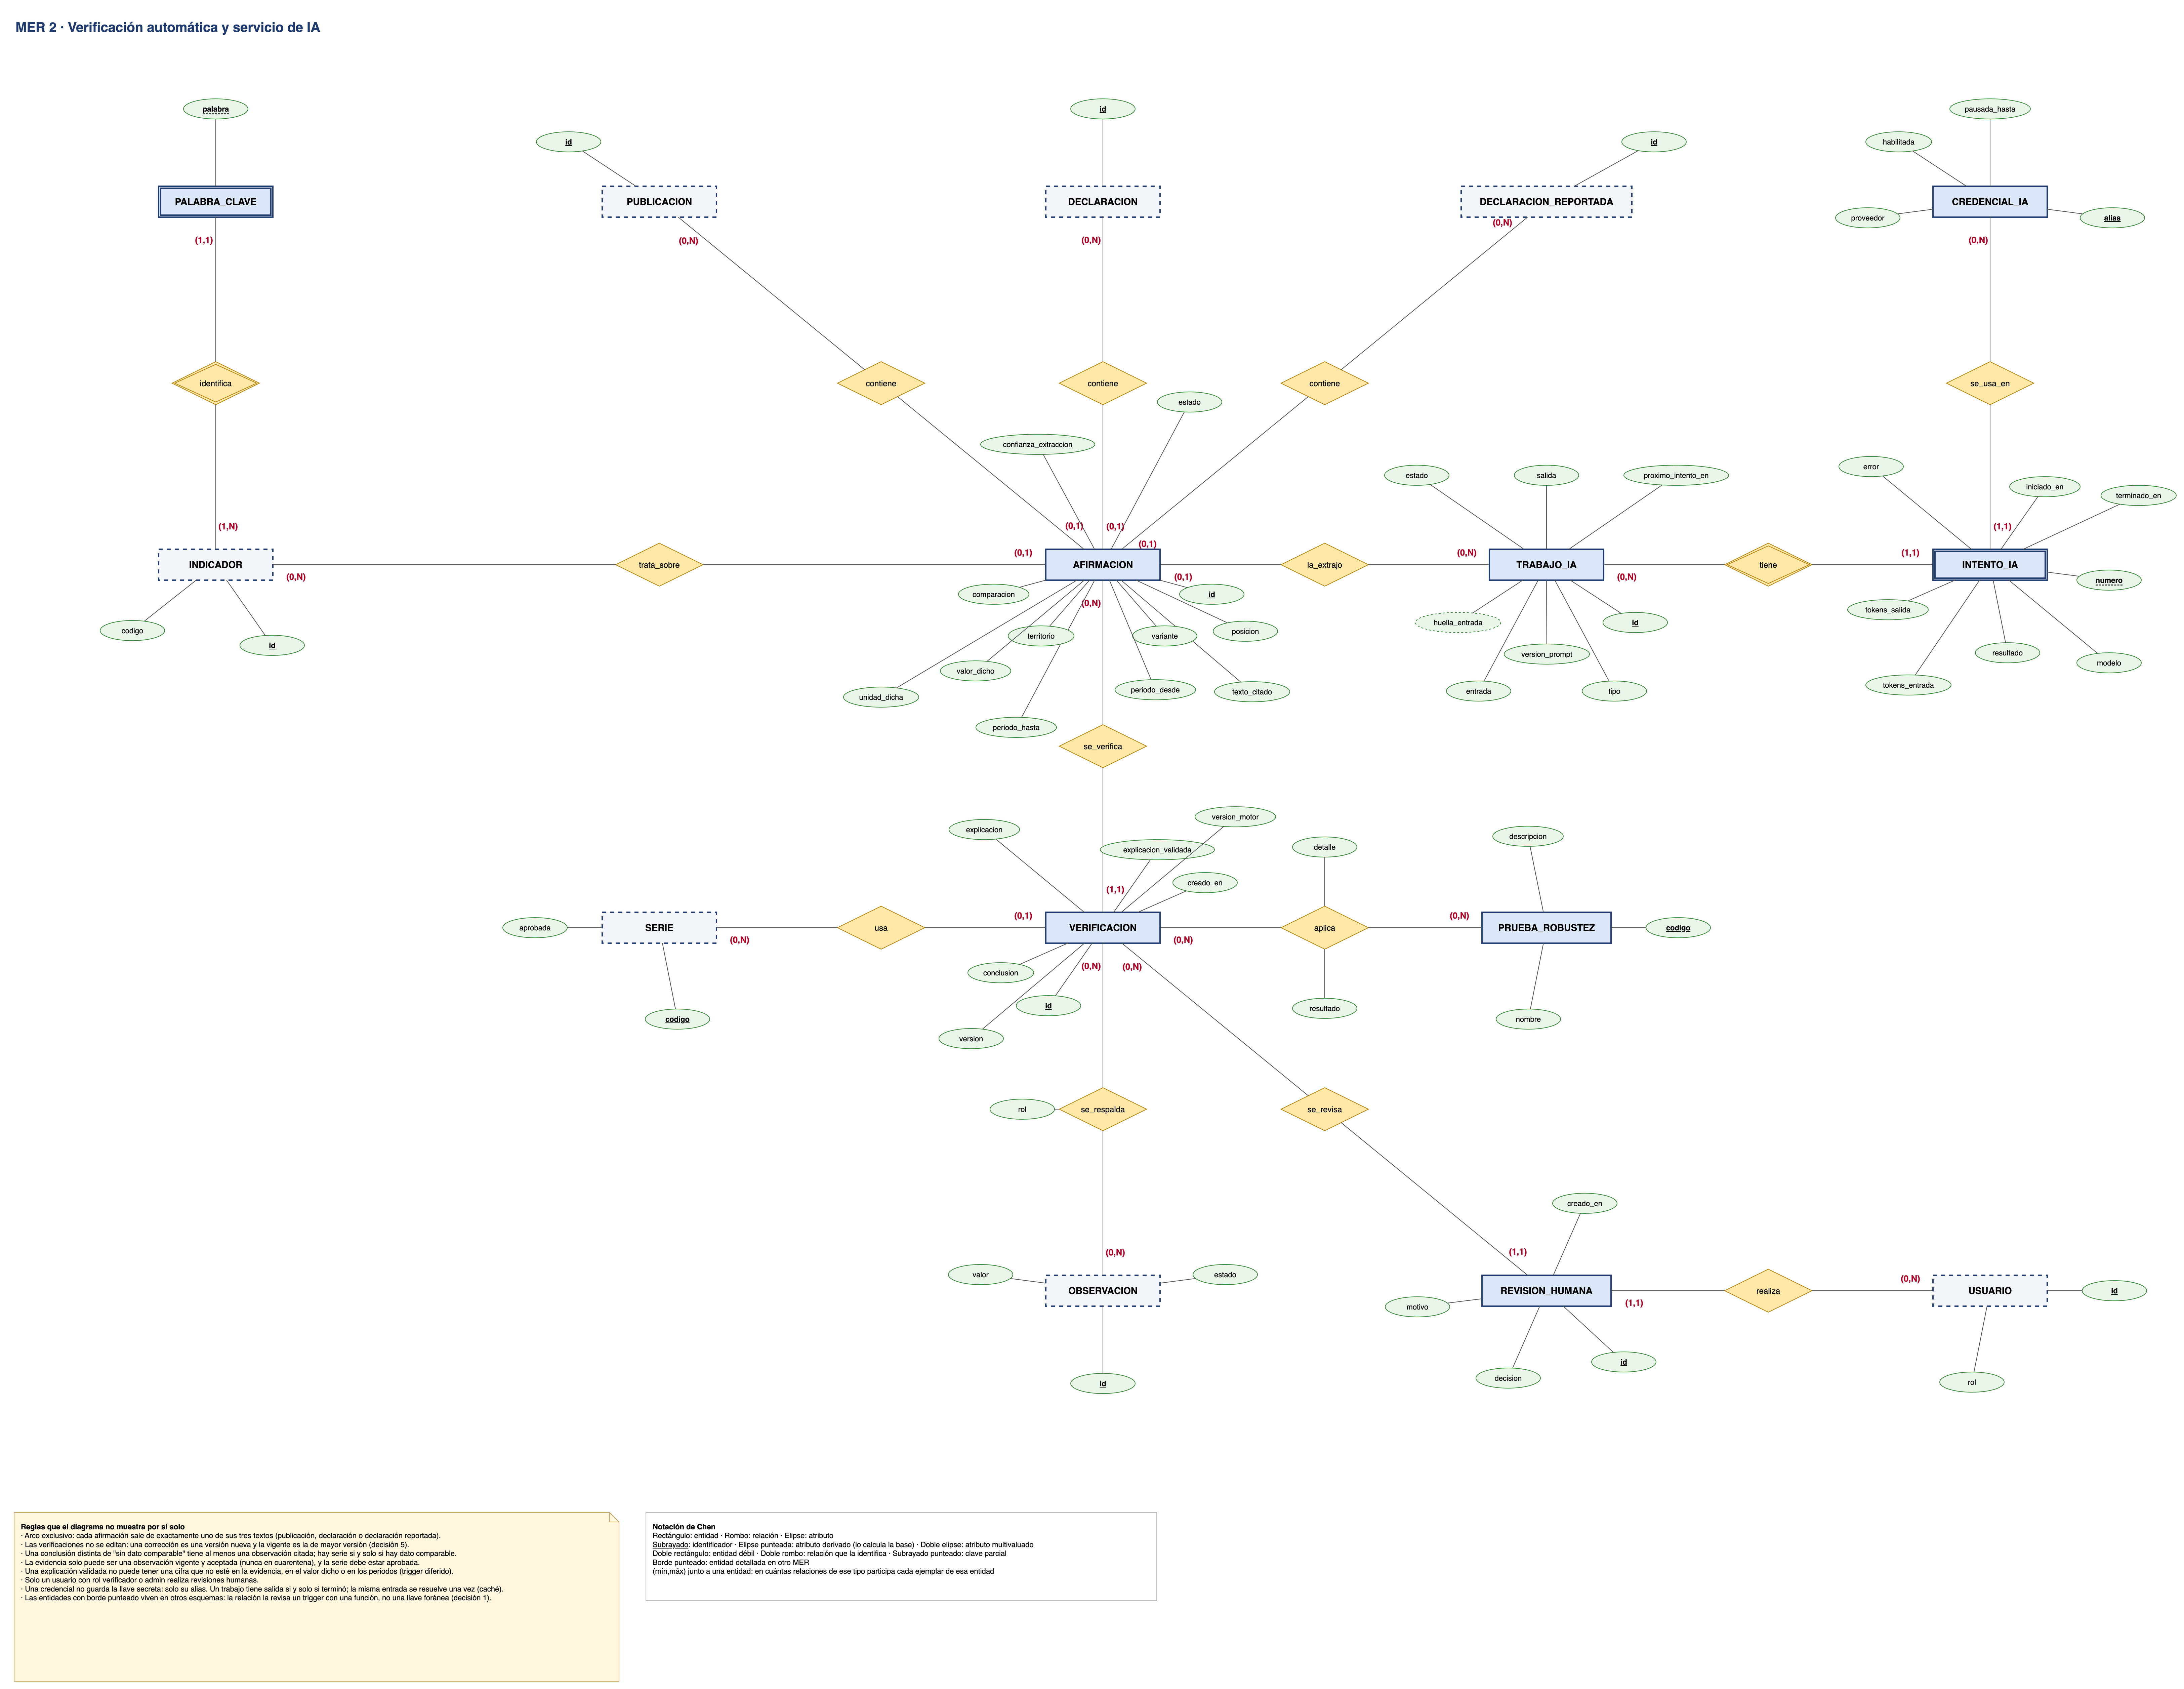 MER 2 · Verificación automática y servicio de IA
palabra
id
pausada_hasta
id
id
habilitada
PALABRA_CLAVE
PUBLICACION
DECLARACION
DECLARACION_REPORTADA
CREDENCIAL_IA
proveedor
alias
(0,N)
(1,1)
(0,N)
(0,N)
(0,N)
identifica
contiene
contiene
contiene
se_usa_en
estado
confianza_extraccion
error
estado
salida
proximo_intento_en
iniciado_en
terminado_en
(1,N)
(0,1)
(0,1)
(1,1)
(0,1)
(0,1)
(0,N)
(1,1)
INDICADOR
trata_sobre
AFIRMACION
la_extrajo
TRABAJO_IA
tiene
INTENTO_IA
(0,N)
(0,1)
(0,N)
numero
comparacion
id
(0,N)
tokens_salida
huella_entrada
id
codigo
territorio
variante
posicion
id
version_prompt
resultado
modelo
valor_dicho
tokens_entrada
unidad_dicha
periodo_desde
texto_citado
entrada
tipo
periodo_hasta
se_verifica
version_motor
explicacion
descripcion
explicacion_validada
detalle
creado_en
(1,1)
(0,1)
(0,N)
aprobada
SERIE
usa
VERIFICACION
aplica
PRUEBA_ROBUSTEZ
codigo
(0,N)
(0,N)
(0,N)
(0,N)
conclusion
id
resultado
codigo
nombre
version
rol
se_respalda
se_revisa
creado_en
(0,N)
(1,1)
valor
estado
(0,N)
OBSERVACION
REVISION_HUMANA
realiza
USUARIO
id
motivo
(1,1)
id
id
decision
rol
Reglas que el diagrama no muestra por sí solo
· Arco exclusivo: cada afirmación sale de exactamente uno de sus tres textos (publicación, declaración o declaración reportada).
· Las verificaciones no se editan: una corrección es una versión nueva y la vigente es la de mayor versión (decisión 5).
· Una conclusión distinta de "sin dato comparable" tiene al menos una observación citada; hay serie si y solo si hay dato comparable.
· La evidencia solo puede ser una observación vigente y aceptada (nunca en cuarentena), y la serie debe estar aprobada.
· Una explicación validada no puede tener una cifra que no esté en la evidencia, en el valor dicho o en los periodos (trigger diferido).
· Solo un usuario con rol verificador o admin realiza revisiones humanas.
· Una credencial no guarda la llave secreta: solo su alias. Un trabajo tiene salida si y solo si terminó; la misma entrada se resuelve una vez (caché).
· Las entidades con borde punteado viven en otros esquemas: la relación la revisa un trigger con una función, no una llave foránea (decisión 1).
Notación de Chen
Rectángulo: entidad · Rombo: relación · Elipse: atributo
Subrayado: identificador · Elipse punteada: atributo derivado (lo calcula la base) · Doble elipse: atributo multivaluado
Doble rectángulo: entidad débil · Doble rombo: relación que la identifica · Subrayado punteado: clave parcial
Borde punteado: entidad detallada en otro MER
(mín,máx) junto a una entidad: en cuántas relaciones de ese tipo participa cada ejemplar de esa entidad